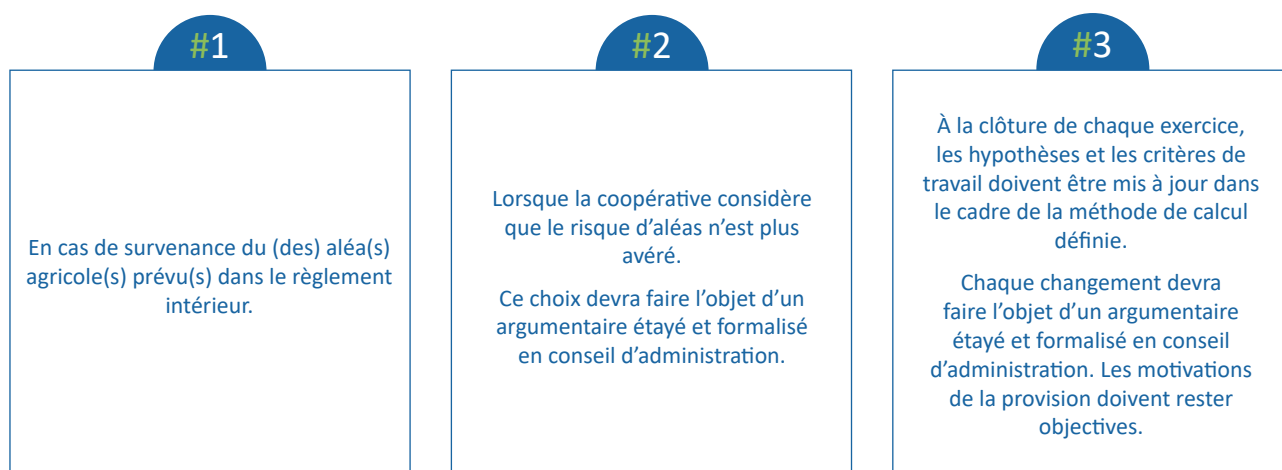 #1
En cas de survenance du (des) aléa(s)
agricole(s) prévu(s) dans le règlement
intérieur.
#2
Lorsque la coopérative considère
que le risque d’aléas n’est plus
avéré.
Ce choix devra faire l’objet d’un
argumentaire étayé et formalisé
en conseil d’administration.
#3
À la clôture de chaque exercice,
les hypothèses et les critères de
travail doivent être mis à jour dans
le cadre de la méthode de calcul
définie.
Chaque changement devra
faire l’objet d’un argumentaire
étayé et formalisé en conseil
d’administration. Les motivations
de la provision doivent rester
objectives.